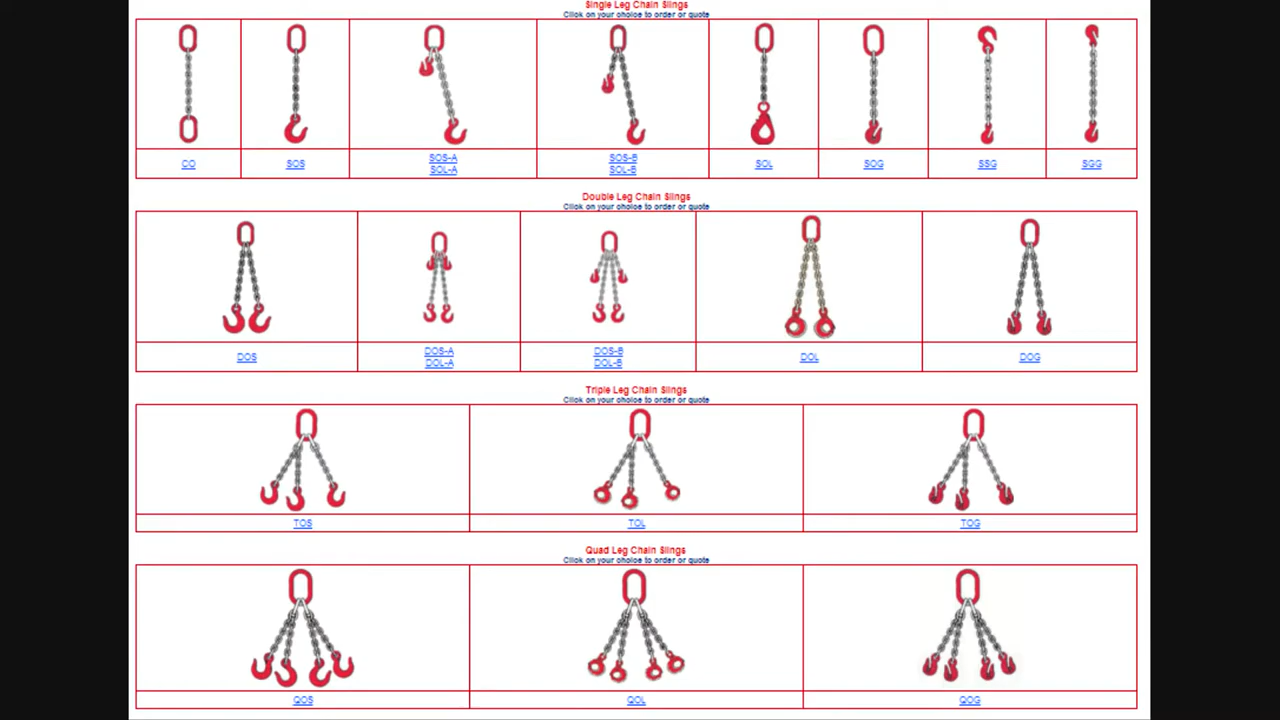 Single Leg Chain Slings
Click on your choice to order or quote
CO
SOS
SOS-A
SOL-A
SOS-B
SOL-B
SOL
SOG
SSG
SGG
Double Leg Chain Slings
Click on your choice to order or quote
DOS
DOS-A
DOL-A
DOS-B
DOL-B
DOL
DOG
Triple Leg Chain Slings
Click on your choice to order or quote
TOS
TOL
TOG
Quad Leg Chain Slings
Click on your choice to order or quote
QOS
QOL
QOG